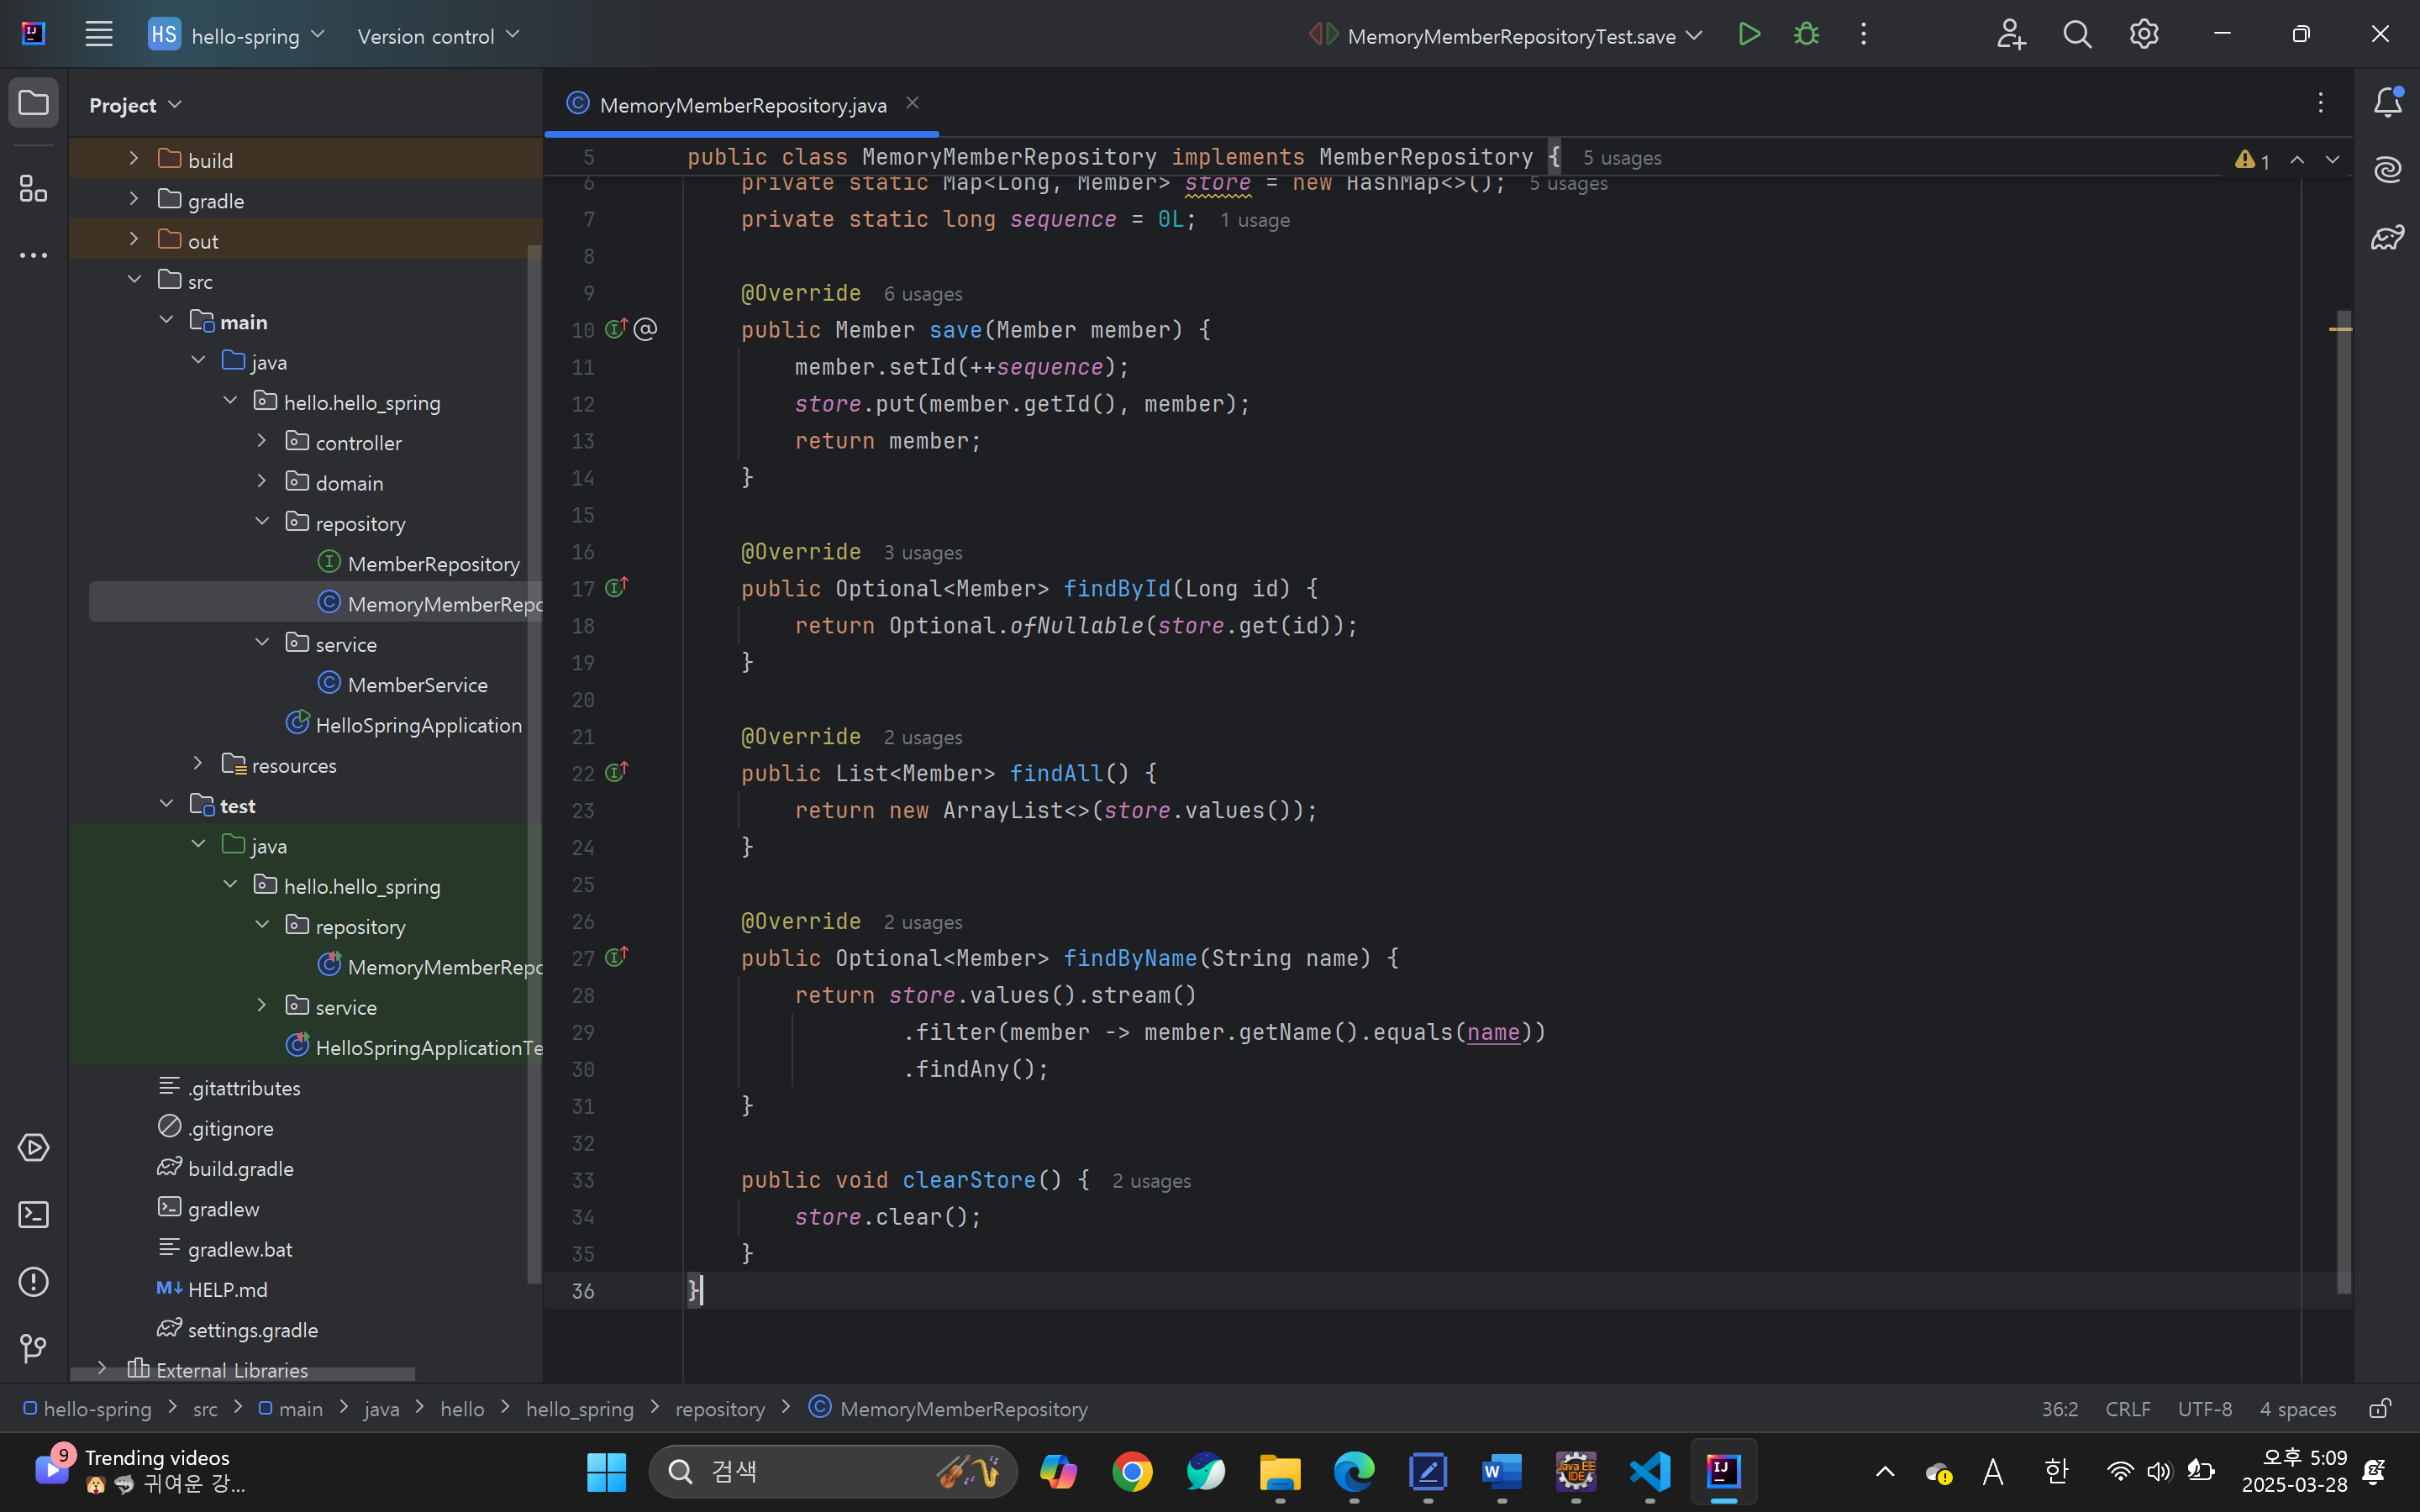 HS hello-spring Version control MemoryMemberRepositoryTest.save
Project
MemoryMemberRepository.java
build
gradle
out
src
main
java
hello.hello_spring
controller
domain
repository
MemberRepository
MemoryMemberRepo
service
MemberService
HelloSpringApplication
resources
test
java
hello.hello_spring
repository
MemoryMemberRepo
service
HelloSpringApplicationTe
.gitattributes
.gitignore
build.gradle
gradlew
gradlew.bat
HELP.md
settings.gradle
External Libraries
5 public class MemoryMemberRepository implements MemberRepository { 5 usages
1
6 private static Map<Long, Member> store = new HashMap<>(); 5 usages
7 private static long sequence = 0L; 1 usage
8
9 @Override 6 usages
10 public Member save(Member member) {
11 member.setId(++sequence);
12 store.put(member.getId(), member);
13 return member;
14 }
15
16 @Override 3 usages
17 public Optional<Member> findById(Long id) {
18 return Optional.ofNullable(store.get(id));
19 }
20
21 @Override 2 usages
22 public List<Member> findAll() {
23 return new ArrayList<>(store.values());
24 }
25
26 @Override 2 usages
27 public Optional<Member> findByName(String name) {
28 return store.values().stream()
29 .filter(member -> member.getName().equals(name))
30 .findAny();
31 }
32
33 public void clearStore() { 2 usages
34 store.clear();
35 }
36 }
hello-spring > src > main > java > hello > hello_spring > repository > MemoryMemberRepository
36:2 CRLF UTF-8 4 spaces
9 Trending videos
귀여운 강...
검색
A 한
오후 5:09
2025-03-28